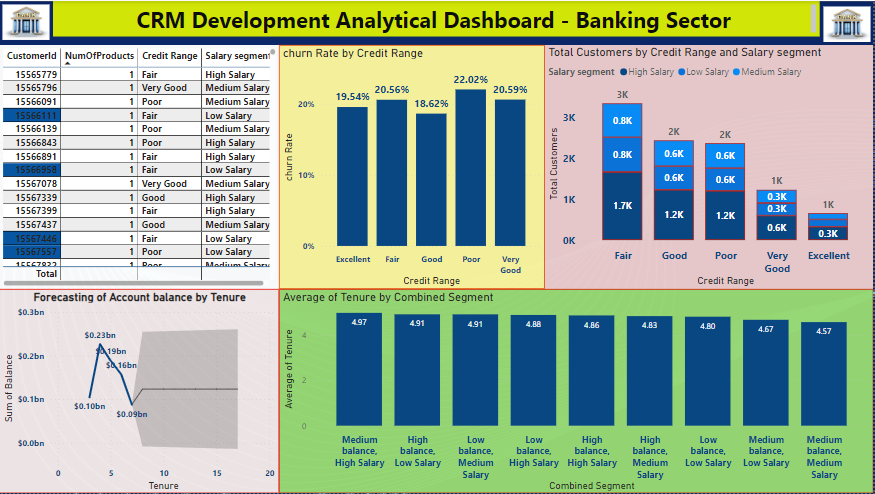 CRM Development Analytical Dashboard - Banking Sector
CustomerId NumOfProducts Credit Range Salary segment
15565779 1 Fair High Salary
15565796 1 Very Good Medium Salary
15566091 1 Poor Medium Salary
15566111 1 Fair Low Salary
15566139 1 Poor Medium Salary
15566843 1 Poor High Salary
15566891 1 Fair High Salary
15566958 1 Fair Low Salary
15567078 1 Very Good Medium Salary
15567339 1 Good High Salary
15567399 1 Fair High Salary
15567437 1 Good Medium Salary
15567446 1 Fair Low Salary
15567557 1 Poor Low Salary
1 Poor Medium Salary
Total
churn Rate by Credit Range
churn Rate
20%
10%
0%
19.54% 20.56% 18.62% 22.02% 20.59%
Excellent Fair Good Poor Very
Good
Credit Range
Total Customers by Credit Range and Salary segment
Salary segment High Salary Low Salary Medium Salary
Total Customers
3K
2K
1K
0K
3K
0.8K
0.8K
1.7K
2K
0.6K
0.6K
1.2K
2K
0.6K
0.6K
1.2K
1K
0.3K
0.3K
0.6K
1K
0.3K
Fair Good Poor Very
Good Excellent
Credit Range
Forecasting of Account balance by Tenure
Sum of Balance
$0.3bn
$0.2bn
$0.1bn
$0.0bn
$0.23bn
$0.19bn
$0.16bn
$0.10bn
$0.09bn
0 5 10 15 20
Tenure
Average of Tenure by Combined Segment
Average of Tenure
4
2
0
4.97 4.91 4.91 4.88 4.86 4.83 4.80 4.67 4.57
Medium High Low Low High High Low Medium Medium
balance, balance, balance, balance, balance, balance, balance, balance, balance,
High Salary Low Salary Medium High Salary High Salary Medium Low Salary Low Salary Medium
Salary Salary Salary
Combined Segment